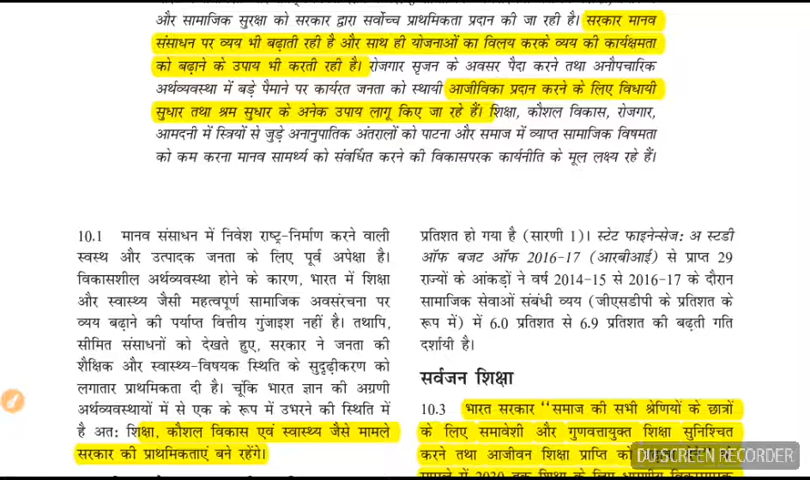 और सामाजिक सुरक्षा को सरकार द्वारा सर्वोच्च प्राथमिकता प्रदान की जा रही है। सरकार मानव
संसाधन पर व्यय भी बढ़ाती रही है और साथ ही योजनाओं का विलय करके व्यय की कार्यक्षमता
को बढ़ाने के उपाय भी करती रही है। रोजगार सृजन के अवसर पैदा करने तथा अनौपचारिक
अर्थव्यवस्था में बड़े पैमाने पर कार्यरत जनता को स्थायी आजीविका प्रदान करने के लिए विधायी
सुधार तथा श्रम सुधार के अनेक उपाय लागू किए जा रहे हैं। शिक्षा, कौशल विकास, रोजगार,
आमदनी में स्त्रियों से जुड़े अनानुपातिक अंतरालों को पाटना और समाज में व्याप्त सामाजिक विषमता
को कम करना मानव सामर्थ्य को संवर्धित करने की विकासपरक कार्यनीति के मूल लक्ष्य रहे हैं।
10.1 मानव संसाधन में निवेश राष्ट्र-निर्माण करने वाली
स्वस्थ और उत्पादक जनता के लिए पूर्व अपेक्षा है।
विकासशील अर्थव्यवस्था होने के कारण, भारत में शिक्षा
और स्वास्थ्य जैसी महत्वपूर्ण सामाजिक अवसंरचना पर
व्यय बढ़ाने की पर्याप्त वित्तीय गुंजाइश नहीं है। तथापि,
सीमित संसाधनों को देखते हुए, सरकार ने जनता की
शैक्षिक और स्वास्थ्य-विषयक स्थिति के सुदृढ़ीकरण को
लगातार प्राथमिकता दी है। चूंकि भारत ज्ञान की अग्रणी
अर्थव्यवस्थाओं में से एक के रूप में उभरने की स्थिति में
है अत: शिक्षा, कौशल विकास एवं स्वास्थ्य जैसे मामले
सरकार की प्राथमिकताएं बने रहेंगे।
प्रतिशत हो गया है (सारणी 1)। स्टेट फाइनेन्सेज: अ स्टडी
ऑफ बजट ऑफ 2016-17 (आरबीआई) से प्राप्त 29
राज्यों के आंकड़ों ने वर्ष 2014-15 से 2016-17 के दौरान
सामाजिक सेवाओं संबंधी व्यय (जीएसडीपी के प्रतिशत के
रूप में) में 6.0 प्रतिशत से 6.9 प्रतिशत की बढ़ती गति
दर्शायी है।
सर्वजन शिक्षा
10.3 भारत सरकार "समाज की सभी श्रेणियों के छात्रों
के लिए समावेशी और गुणवत्तायुक्त शिक्षा सुनिश्चित
करने तथा आजीवन शिक्षा प्राप्ति को
DU SCREEN RECORDER